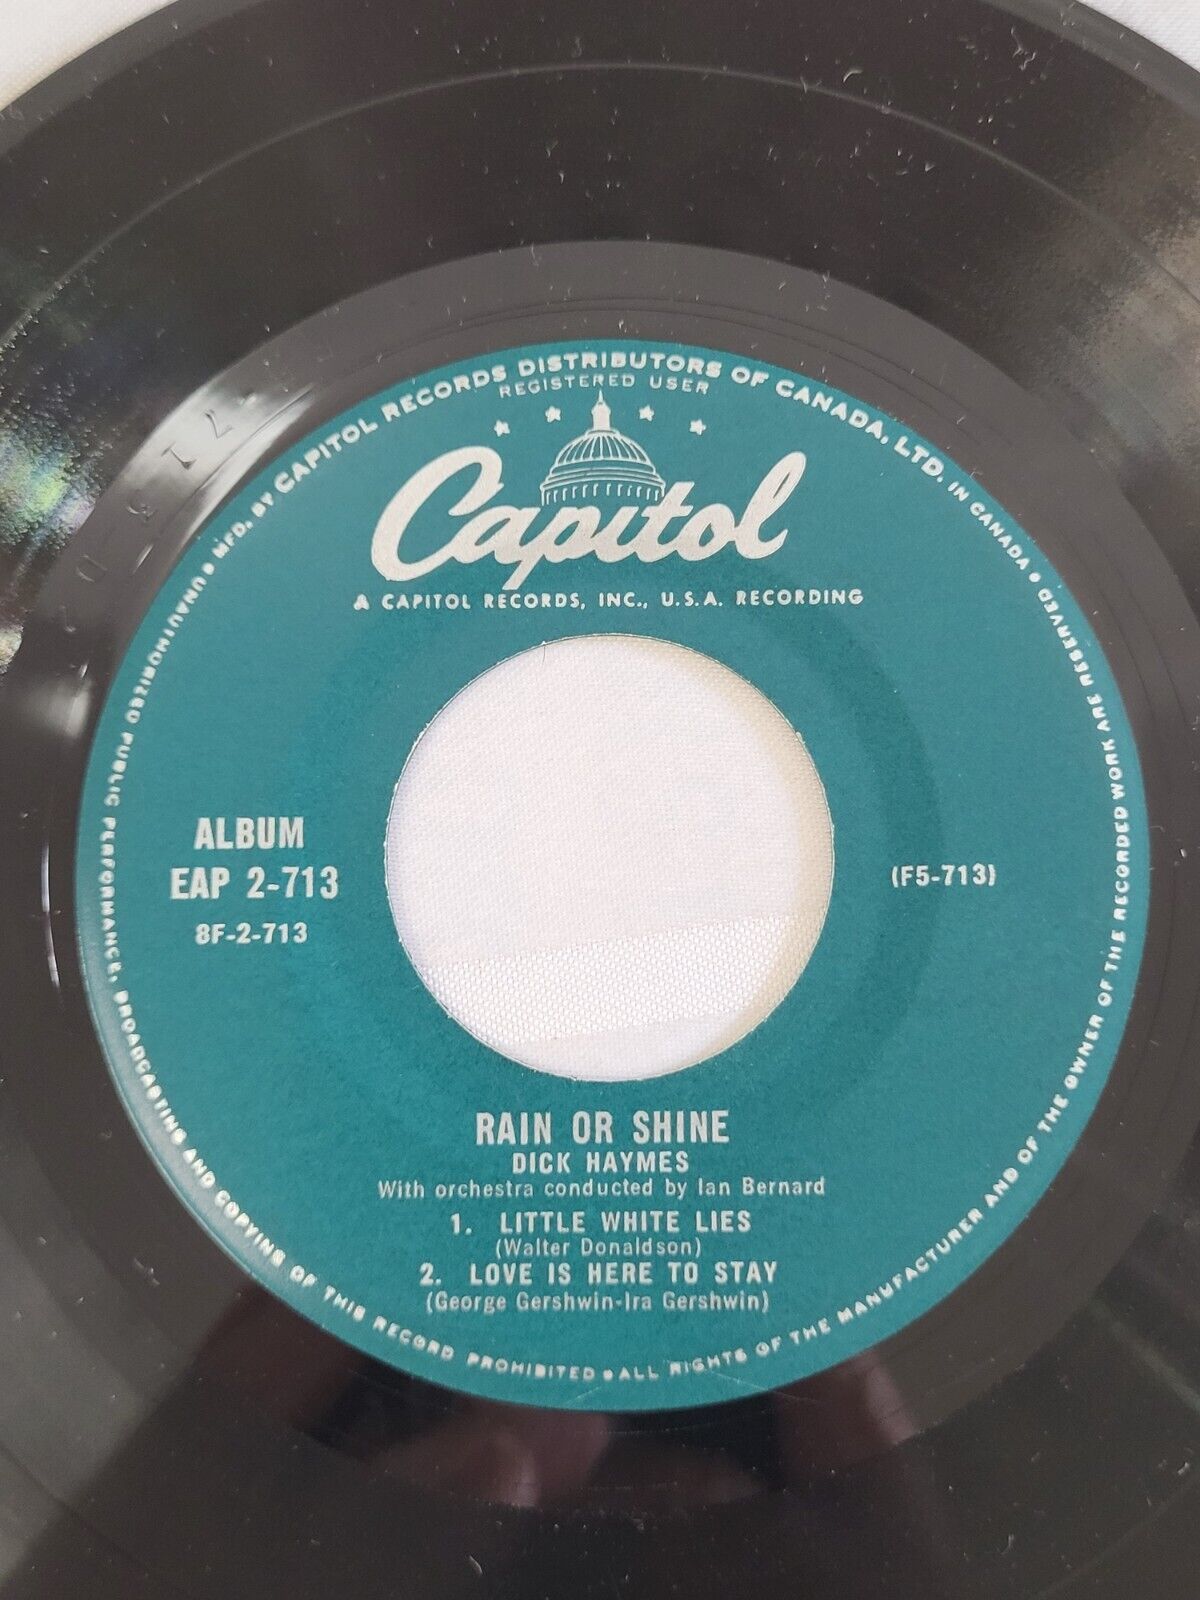 MFD. BY CAPITOL RECORDS DISTRIBUTORS OF CANADA, LTD. IN CANADA •
REGISTERED USER
Capitol
A CAPITOL RECORDS, INC., U.S.A. RECORDING
ALBUM
EAP 2-713
8F-2-713
(F5-713)
RAIN OR SHINE
DICK HAYMES
With orchestra conducted by Ian Bernard
1. LITTLE WHITE LIES
(Walter Donaldson)
2. LOVE IS HERE TO STAY
(George Gershwin-Ira Gershwin)
UNAUTHORIZED PUBLIC PERFORMANCE, BROADCASTING AND COPYING OF THIS RECORD PROHIBITED • ALL RIGHTS OF THE MANUFACTURER AND OF THE OWNER OF THE RECORDED WORK ARE RESERVED •